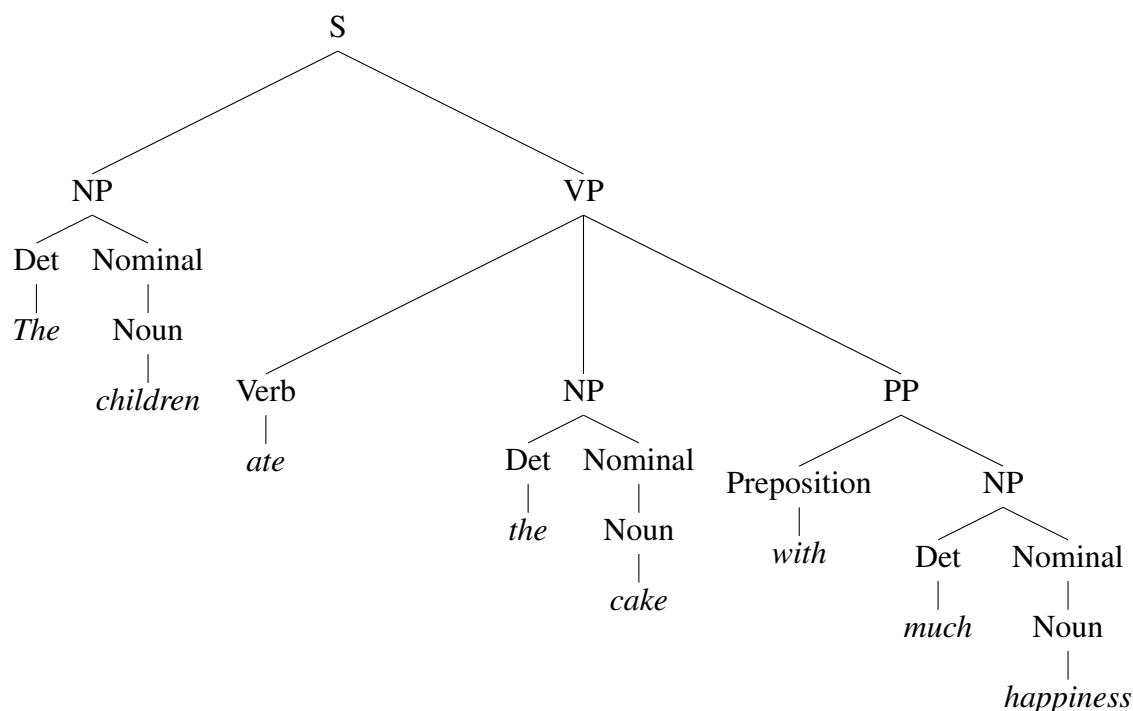 S
NP VP
Det Nominal
The Noun
children
Verb NP PP
ate
Det Nominal
Preposition NP
the Noun
with
Det Nominal
cake
much Noun
happiness